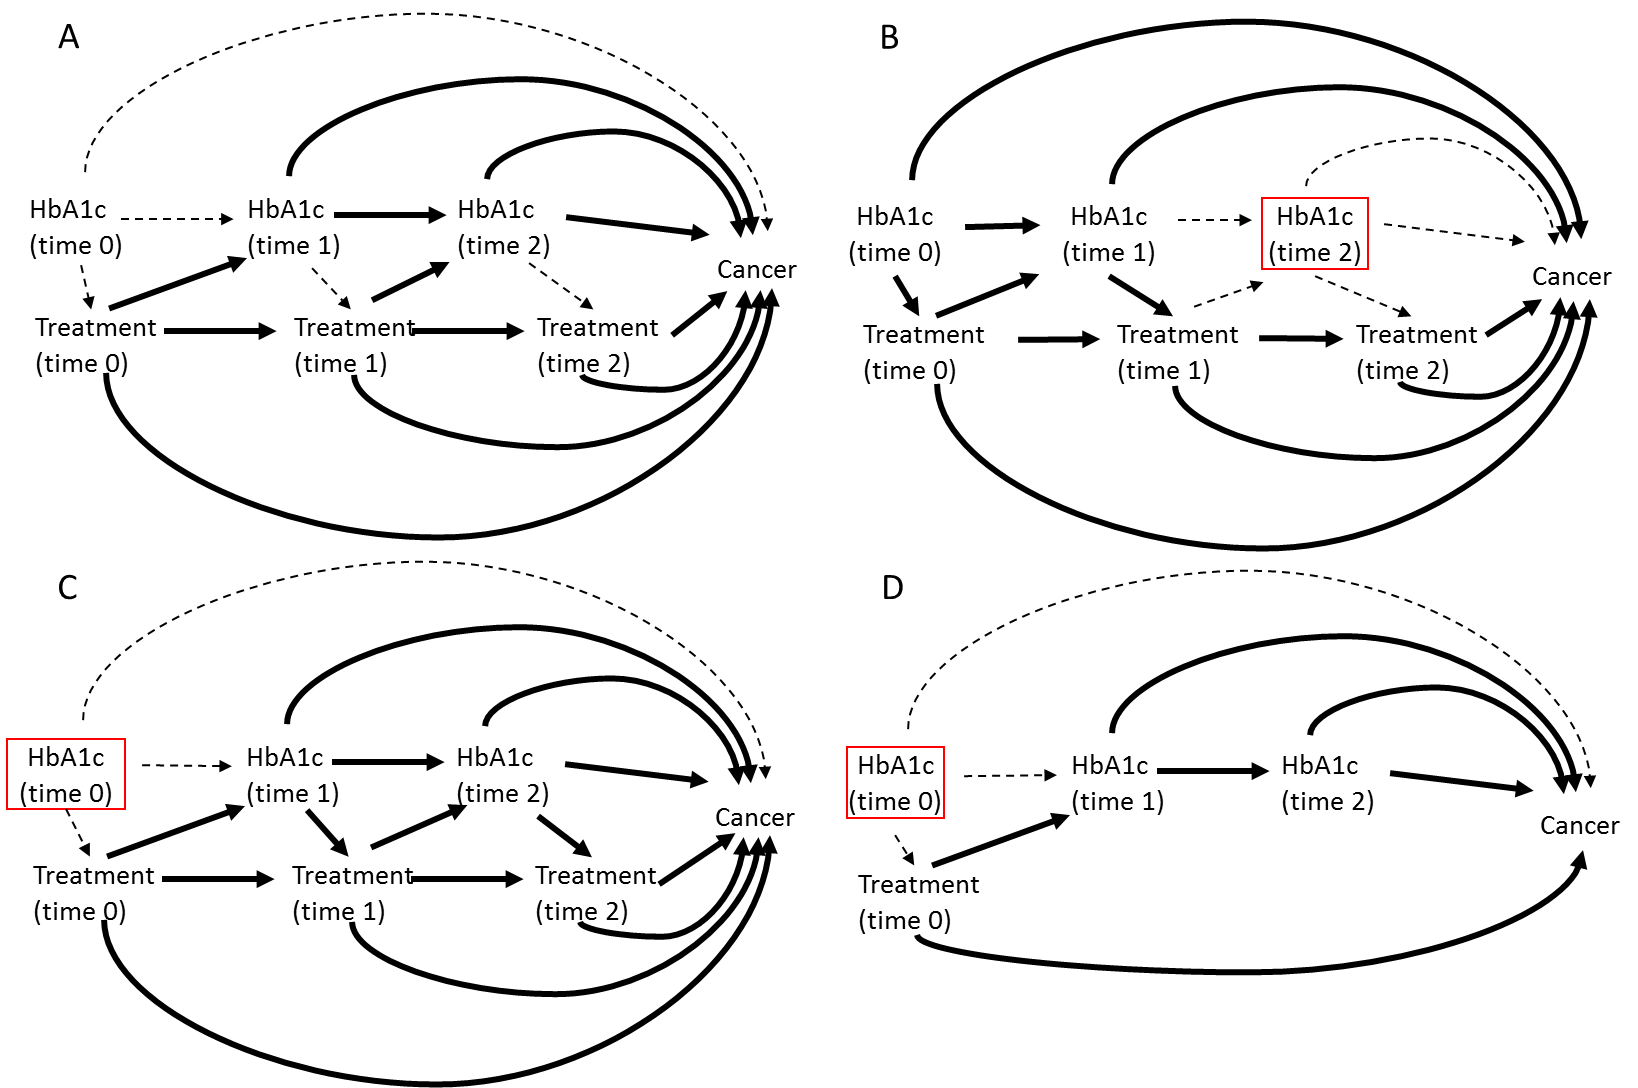 A
HbA1c
(time 0)
HbA1c
(time 1)
HbA1c
(time 2)
Cancer
Treatment
(time 0)
Treatment
(time 1)
Treatment
(time 2)
B
HbA1c
(time 0)
HbA1c
(time 1)
HbA1c
(time 2)
Cancer
Treatment
(time 0)
Treatment
(time 1)
Treatment
(time 2)
C
HbA1c
(time 0)
HbA1c
(time 1)
HbA1c
(time 2)
Cancer
Treatment
(time 0)
Treatment
(time 1)
Treatment
(time 2)
D
HbA1c
(time 0)
HbA1c
(time 1)
HbA1c
(time 2)
Cancer
Treatment
(time 0)